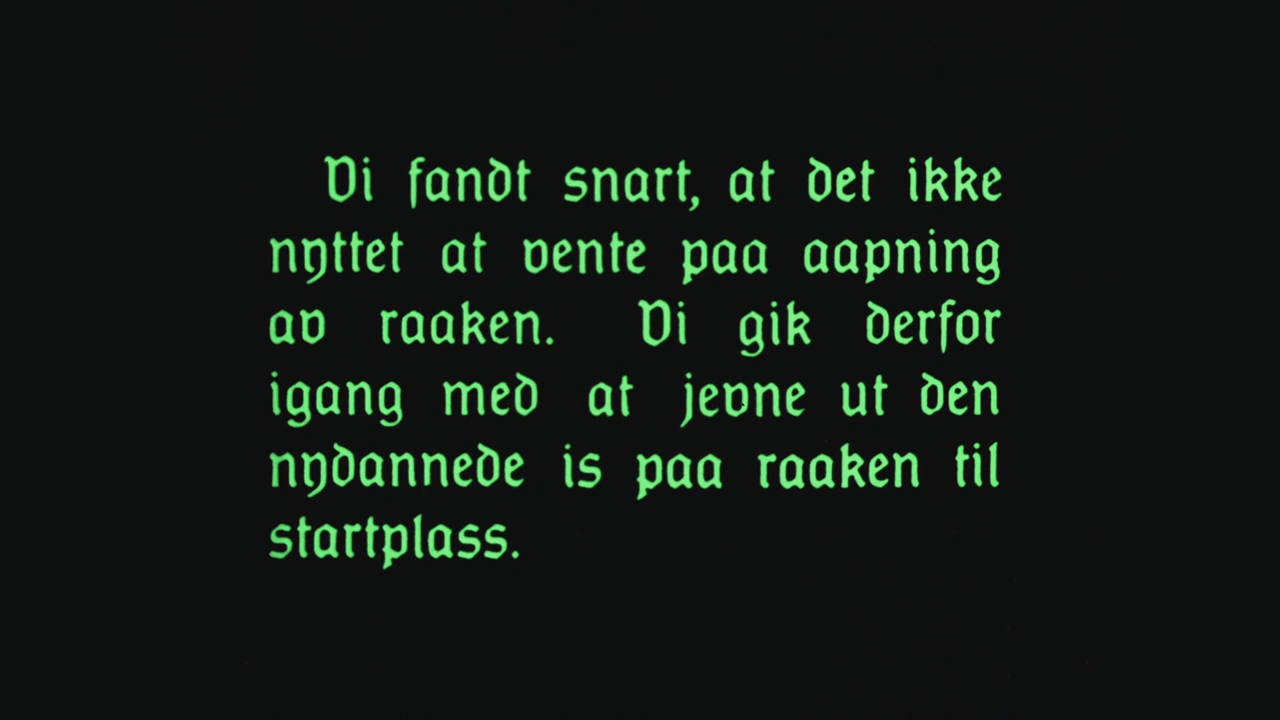 Vi fandt snart, at det ikke
nyttet at vente paa aapning
av raaken. Vi gik derfor
igang med at jevne ut den
nydannede is paa raaken til
startplass.